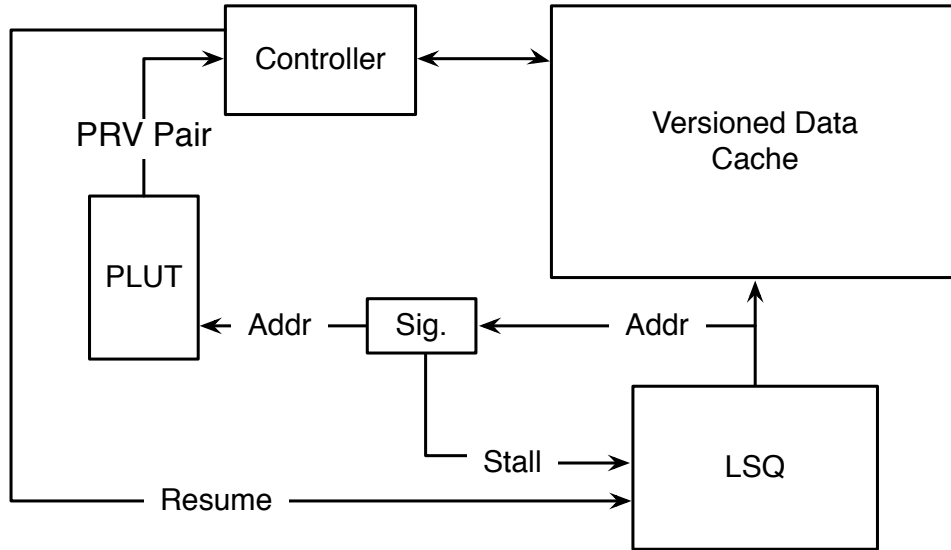 Controller
Versioned Data
Cache
PRV Pair
PLUT
Addr
Sig.
Addr
Stall
LSQ
Resume